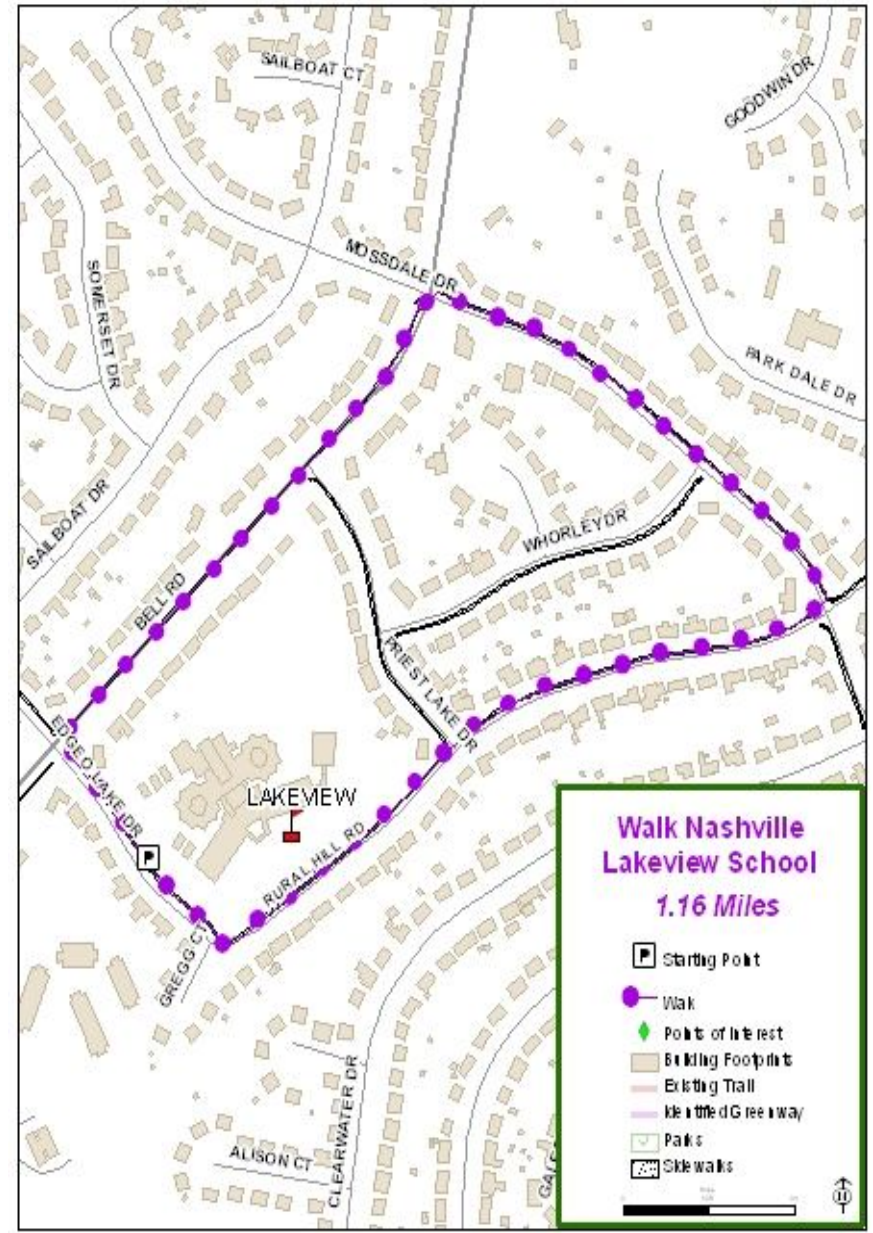 SAILBOAT CT
GOODWIN DR
MOSSDALE DR
SOMERSET DR
PARK DALE DR
SAILBOAT DR
WHORLEY DR
BELL RD
PRIEST LAKE DR
EDGE O LAKE DR
LAKEVIEW
P
RURAL HILL RD
GREGG CT
CLEARWATER DR
ALISON CT
Walk Nashville
Lakeview School
1.16 Miles
P Starting Point
Walk
Points of Interest
Building Footprints
Existing Trail
Identified Greenway
Parks
Sidewalks